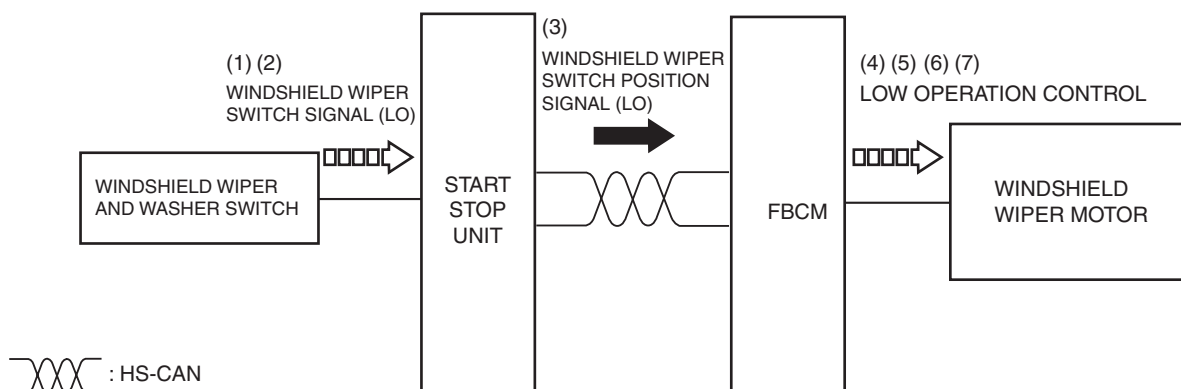 (1) (2)
WINDSHIELD WIPER
SWITCH SIGNAL (LO)
WINDSHIELD WIPER
AND WASHER SWITCH
START
STOP
UNIT
(3)
WINDSHIELD WIPER
SWITCH POSITION
SIGNAL (LO)
FBCM
(4) (5) (6) (7)
LOW OPERATION CONTROL
WINDSHIELD
WIPER MOTOR
: HS-CAN